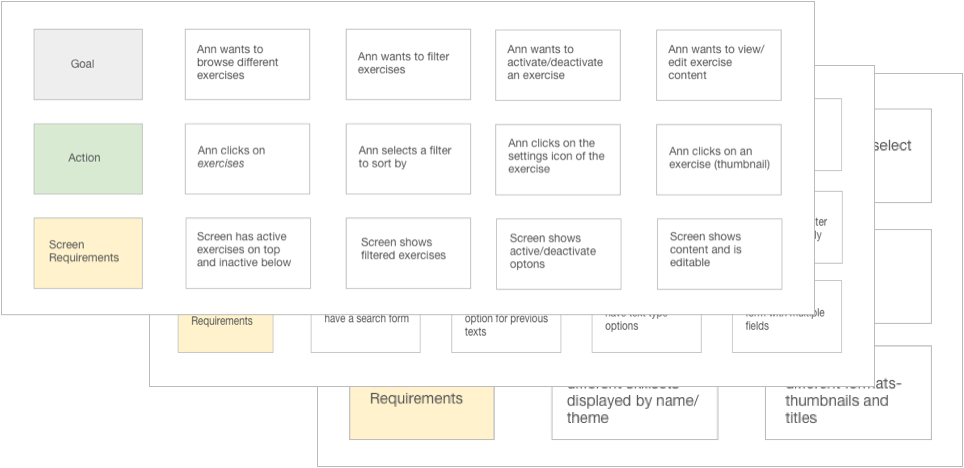 Goal
Ann wants to
browse different
exercises
Ann wants to filter
exercises
Ann wants to
activate/deactivate
an exercise
Ann wants to view/
edit exercise
content
Action
Ann clicks on
exercises
Ann selects a filter
to sort by
Ann clicks on the
settings icon of the
exercise
Ann clicks on an
exercise (thumbnail)
Screen
Requirements
Screen has active
exercises on top
and inactive below
Screen shows
filtered exercises
Screen shows
active/deactivate
optons
Screen shows
content and is
editable
Requirements
have a search form
option for previous
texts
have text type
options
form with multiple
fields
select
Requirements
different skillsets
displayed by name/
theme
different formats-
thumbnails and
titles